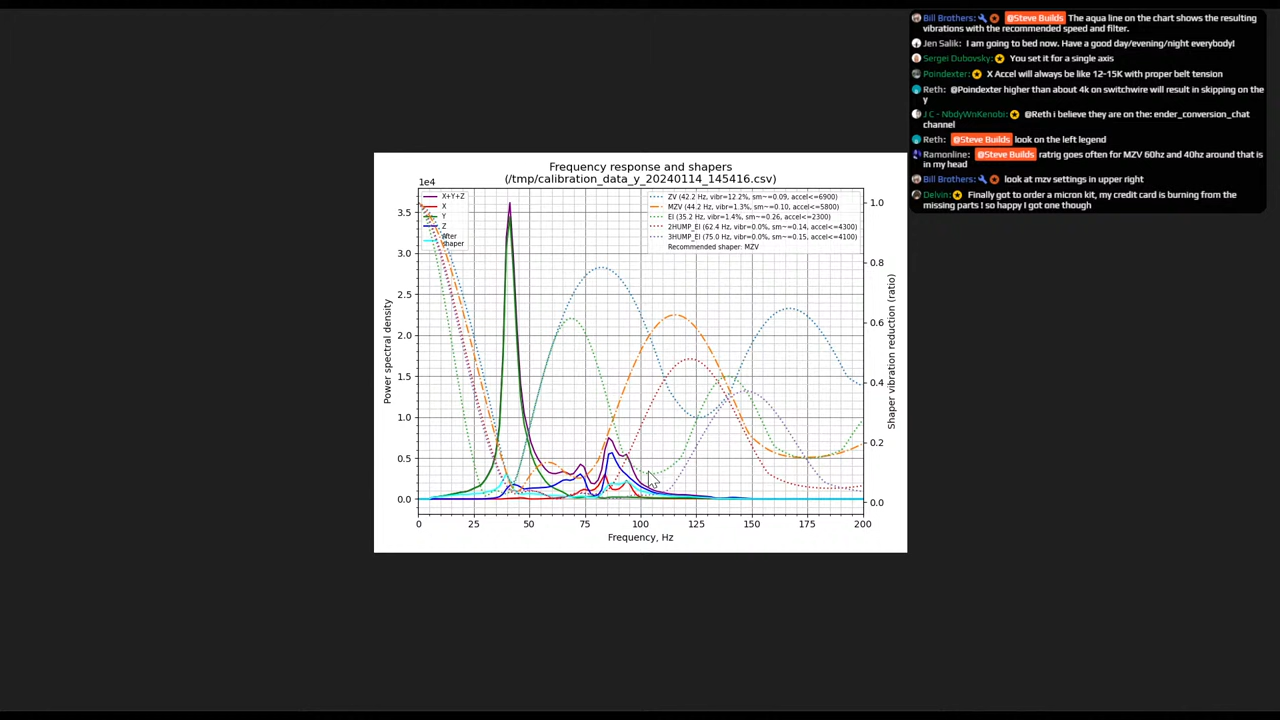 Bill Brothers: @Steve Builds The aqua line on the chart shows the resulting
vibrations with the recommended speed and filter.
Jen Salik: I am going to bed now. Have a good day/evening/night everybody!
Sergei Dubovsky: You set it for a single axis
Poindexter: X Accel will always be like 12-15K with proper belt tension
Reth: @Poindexter higher than about 4k on switchwire will result in skipping on the
y
J C - NbdyWnKenobi: @Reth i believe they are on the: ender_conversion_chat
channel
Reth: @Steve Builds look on the left legend
Ramonline: @Steve Builds ratrig goes often for MZV 60hz and 40hz around that is
in my head
Bill Brothers: look at mzv settings in upper right
Delvin: Finally got to order a micron kit, my credit card is burning from the
missing parts ! so happy I got one though
Frequency response and shapers
(/tmp/calibration_data_y_20240114_145416.csv)
1e4
X+Y+Z
X
Y
Z
After
shaper
ZV (42.2 Hz, vibr=12.2%, sm~=0.09, accel<=6900)
MZV (44.2 Hz, vibr=1.3%, sm~=0.10, accel<=5800)
EI (35.2 Hz, vibr=1.4%, sm~=0.26, accel<=2300)
2HUMP_EI (62.4 Hz, vibr=0.0%, sm~=0.14, accel<=4300)
3HUMP_EI (75.0 Hz, vibr=0.0%, sm~=0.15, accel<=4100)
Recommended shaper: MZV
3.5
3.0
2.5
2.0
1.5
1.0
0.5
0.0
Power spectral density
1.0
0.8
0.6
0.4
0.2
0.0
Shaper vibration reduction (ratio)
0 25 50 75 100 125 150 175 200
Frequency, Hz